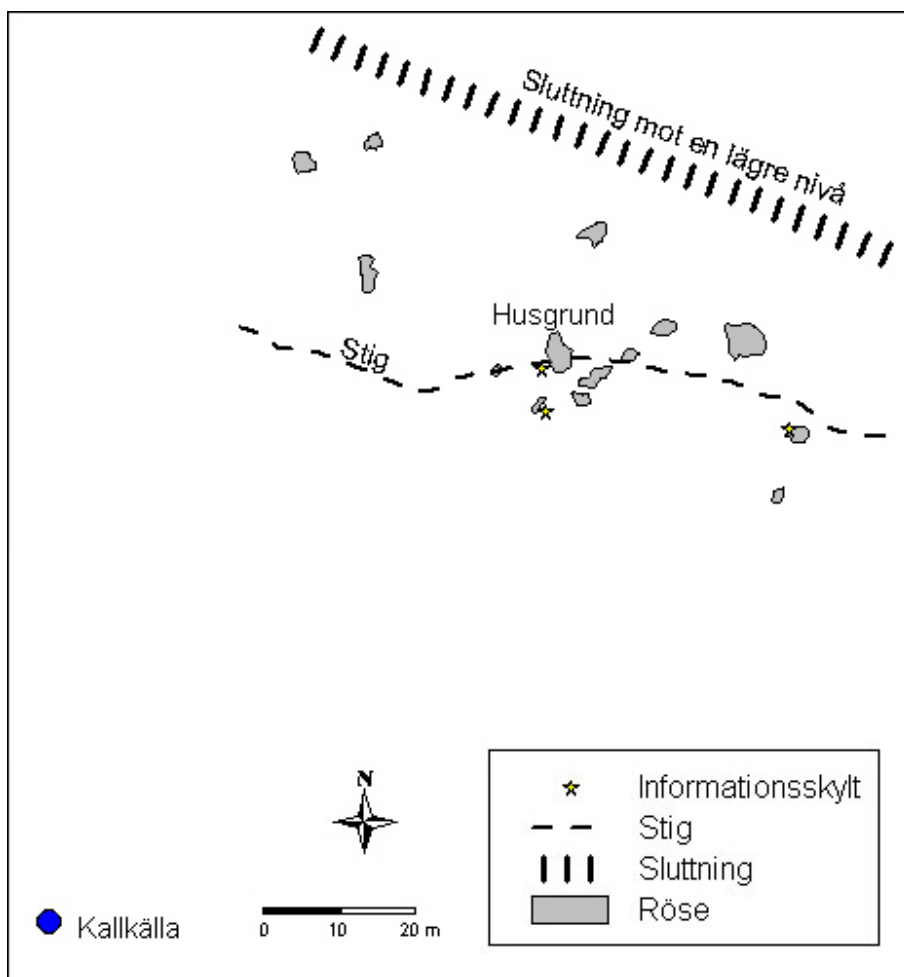 Sluttning mot en lägre nivå
Husgrund
Stig
N
Informationsskylt
Stig
Sluttning
Röse
Kallkälla
0 10 20 m